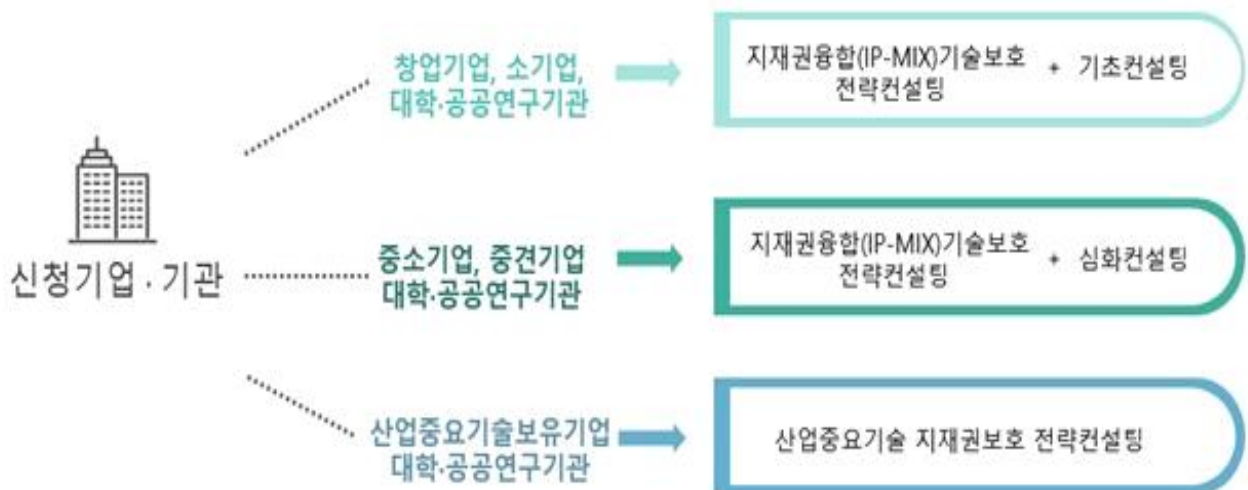 신청기업 · 기관
창업기업, 소기업,
대학·공공연구기관
지재권융합(IP-MIX)기술보호
전략컨설팅
+ 기초컨설팅
중소기업, 중견기업
대학·공공연구기관
지재권융합(IP-MIX)기술보호
전략컨설팅
+ 심화컨설팅
산업중요기술보유기업
대학·공공연구기관
산업중요기술 지재권보호 전략컨설팅